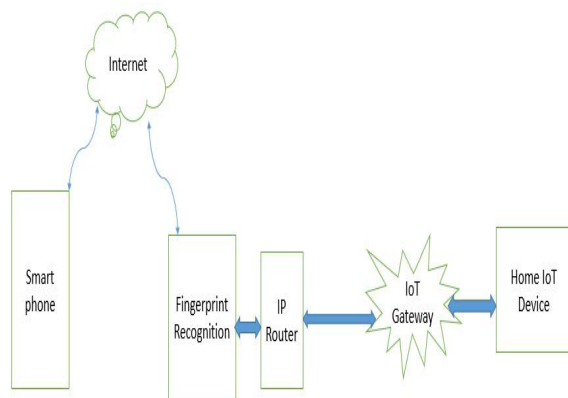 Internet
Smart
phone
Fingerprint
Recognition
IP
Router
IoT
Gateway
Home IoT
Device